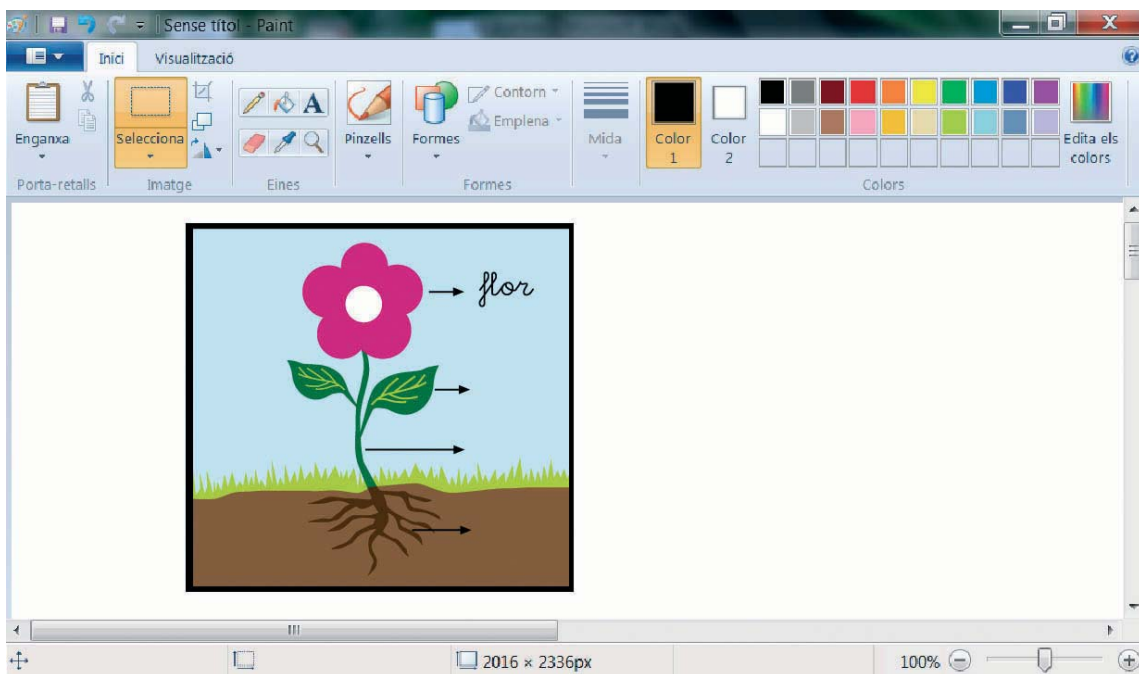 Sense títol - Paint
Inici Visualització
Enganxa
Selecciona
A
Pinzells
Formes
Contorn
Emplena
Mida
Color 1
Color 2
Edita els colors
Porta-retalls
Imatge
Eines
Formes
Colors
flor
2016 × 2336px
100%